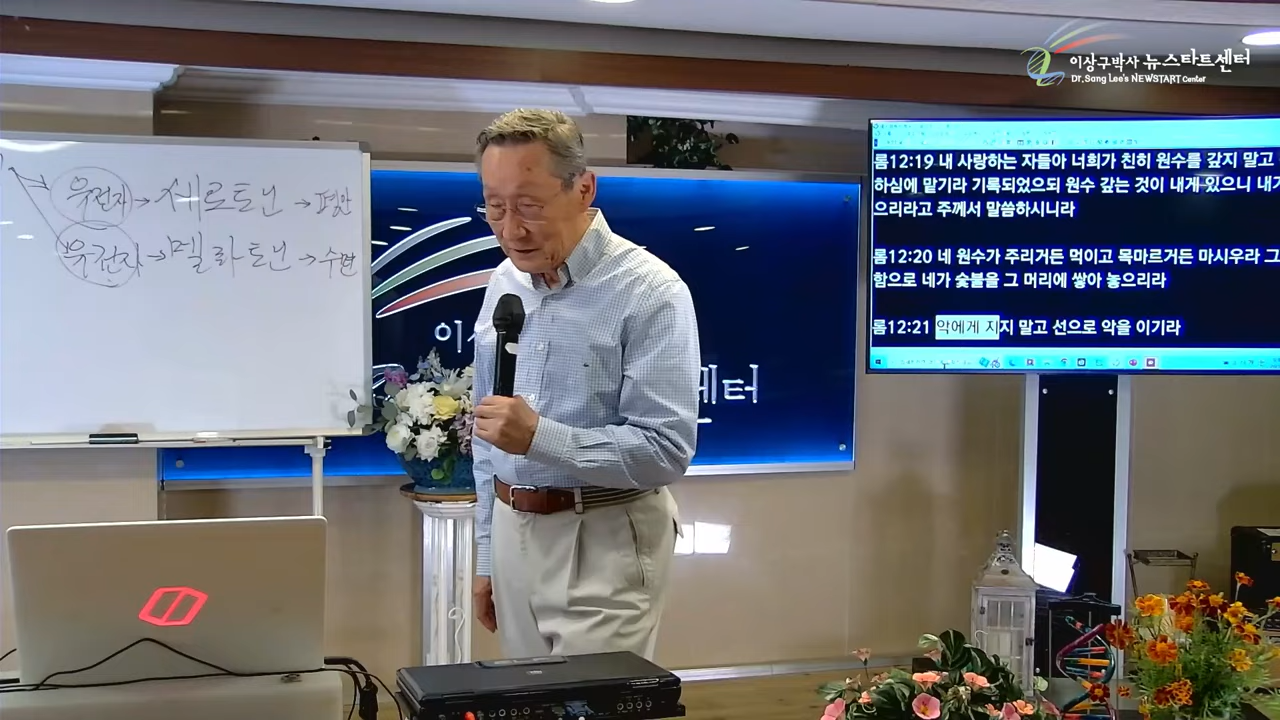 이상구박사 뉴스타트센터
Dr. Sang Lee's NEWSTART Center
유전자 → 세로토닌 → 평안
유전자 → 멜라토닌 → 수면
롬12:19 내 사랑하는 자들아 너희가 친히 원수를 갚지 말고
하심에 맡기라 기록되었으되 원수 갚는 것이 내게 있으니 내가
으리라고 주께서 말씀하시니라
롬12:20 네 원수가 주리거든 먹이고 목마르거든 마시우라 그
함으로 네가 숯불을 그 머리에 쌓아 놓으리라
롬12:21 악에게 지지 말고 선으로 악을 이기라
이상
센터